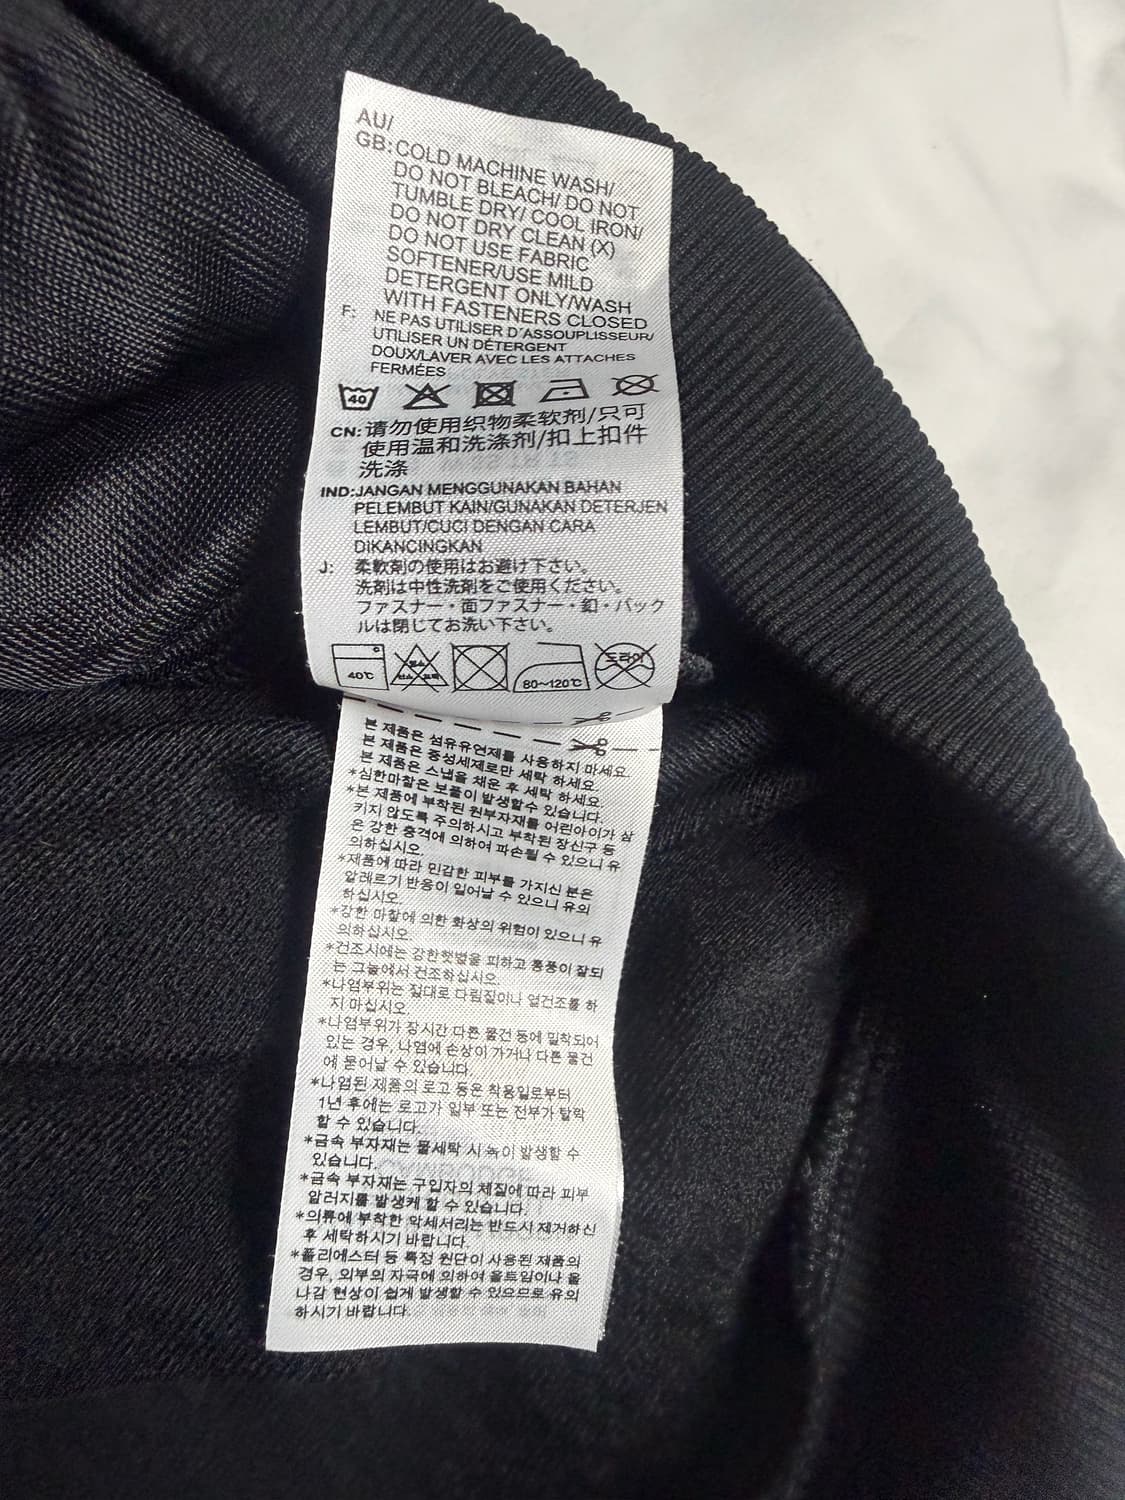 AU/
GB: COLD MACHINE WASH/
DO NOT BLEACH/ DO NOT
TUMBLE DRY/ COOL IRON/
DO NOT DRY CLEAN (X)
DO NOT USE FABRIC
SOFTENER/USE MILD
DETERGENT ONLY/WASH
WITH FASTENERS CLOSED
F: NE PAS UTILISER D'ASSOUPLISSEUR/
UTILISER UN DÉTERGENT
DOUX/LAVER AVEC LES ATTACHES
FERMÉES
40
CN: 请勿使用织物柔软剂/只可
使用温和洗涤剂/扣上扣件
洗涤
IND: JANGAN MENGGUNAKAN BAHAN
PELEMBUT KAIN/GUNAKAN DETERJEN
LEMBUT/CUCI DENGAN CARA
DIKANCINGKAN
J: 柔軟剤の使用はお避け下さい。
洗剤は中性洗剤をご使用ください。
ファスナー・面ファスナー・釦・バック
ルは閉じてお洗い下さい。
40℃ 80~120℃ 드라이
본 제품은 섬유유연제를 사용하지 마세요.
본 제품은 중성세제로만 세탁 하세요.
본 제품은 스냅을 채운 후 세탁 하세요.
*심한마찰은 보풀이 발생할수 있습니다.
*본 제품에 부착된 원부자재를 어린아이가 삼
키지 않도록 주의하시고 부착된 장신구 등
은 강한 충격에 의하여 파손될 수 있으니 유
의하십시오.
*제품에 따라 민감한 피부를 가지신 분은
알레르기 반응이 일어날 수 있으니 유의
하십시오.
*강한 마찰에 의한 화상의 위험이 있으니 유
의하십시오.
*건조시에는 강한햇볕을 피하고 통풍이 잘되
는 그늘에서 건조하십시오.
*나염부위는 절대로 다림질이나 열건조를 하
지 마십시오.
*나염부위가 장시간 다른 물건 등에 밀착되어
있는 경우, 나염에 손상이 가거나 다른 물건
에 묻어날 수 있습니다.
*나염된 제품의 로고 등은 착용일로부터
1년 후에는 로고가 일부 또는 전부가 탈락
할 수 있습니다.
*금속 부자재는 물세탁 시 녹이 발생할 수
있습니다.
*금속 부자재는 구입자의 체질에 따라 피부
알러지를 발생케 할 수 있습니다.
*의류에 부착한 악세서리는 반드시 제거하신
후 세탁하시기 바랍니다.
*폴리에스터 등 특정 원단이 사용된 제품의
경우, 외부의 자극에 의하여 올트임이나 올
나감 현상이 쉽게 발생할 수 있으므로 유의
하시기 바랍니다.